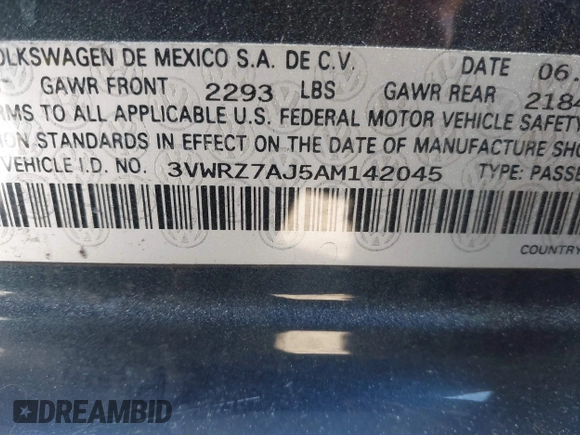 OLKSWAGEN DE MEXICO S.A. DE C.V. DATE 06
GAWR FRONT 2293 LBS GAWR REAR 2184
RMS TO ALL APPLICABLE U.S. FEDERAL MOTOR VEHICLE SAFETY
ION STANDARDS IN EFFECT ON THE DATE OF MANUFACTURE SHO
VEHICLE I.D. NO. 3VWRZ7AJ5AM142045 TYPE: PASSE
COUNTRY
DREAMBID